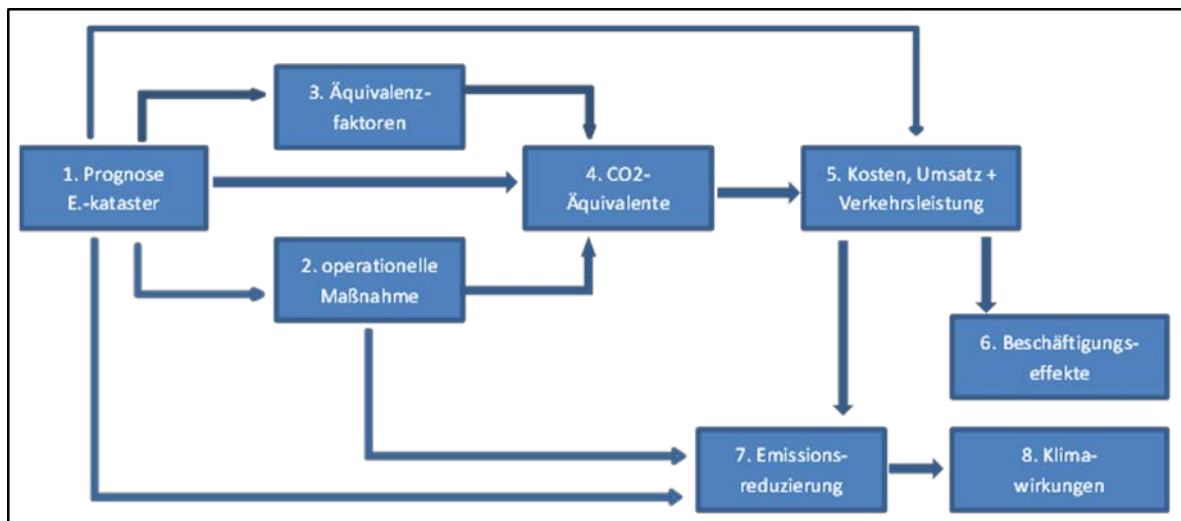 3. Äquivalenz-
faktoren
1. Prognose
E.-kataster
4. CO2-
Äquivalente
5. Kosten, Umsatz +
Verkehrsleistung
2. operationelle
Maßnahme
6. Beschäftigungs-
effekte
7. Emissions-
reduzierung
8. Klima-
wirkungen